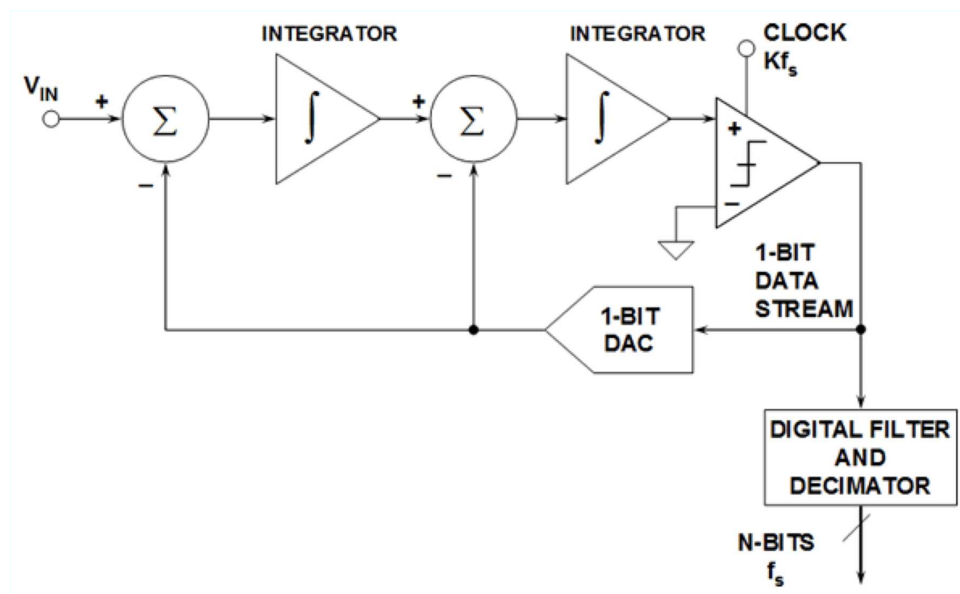 INTEGRATOR
INTEGRATOR
CLOCK
Kfs
VIN
+
Σ
∫
+
Σ
∫
+
−
−
−
1-BIT
DATA
STREAM
1-BIT
DAC
DIGITAL FILTER
AND
DECIMATOR
N-BITS
fs